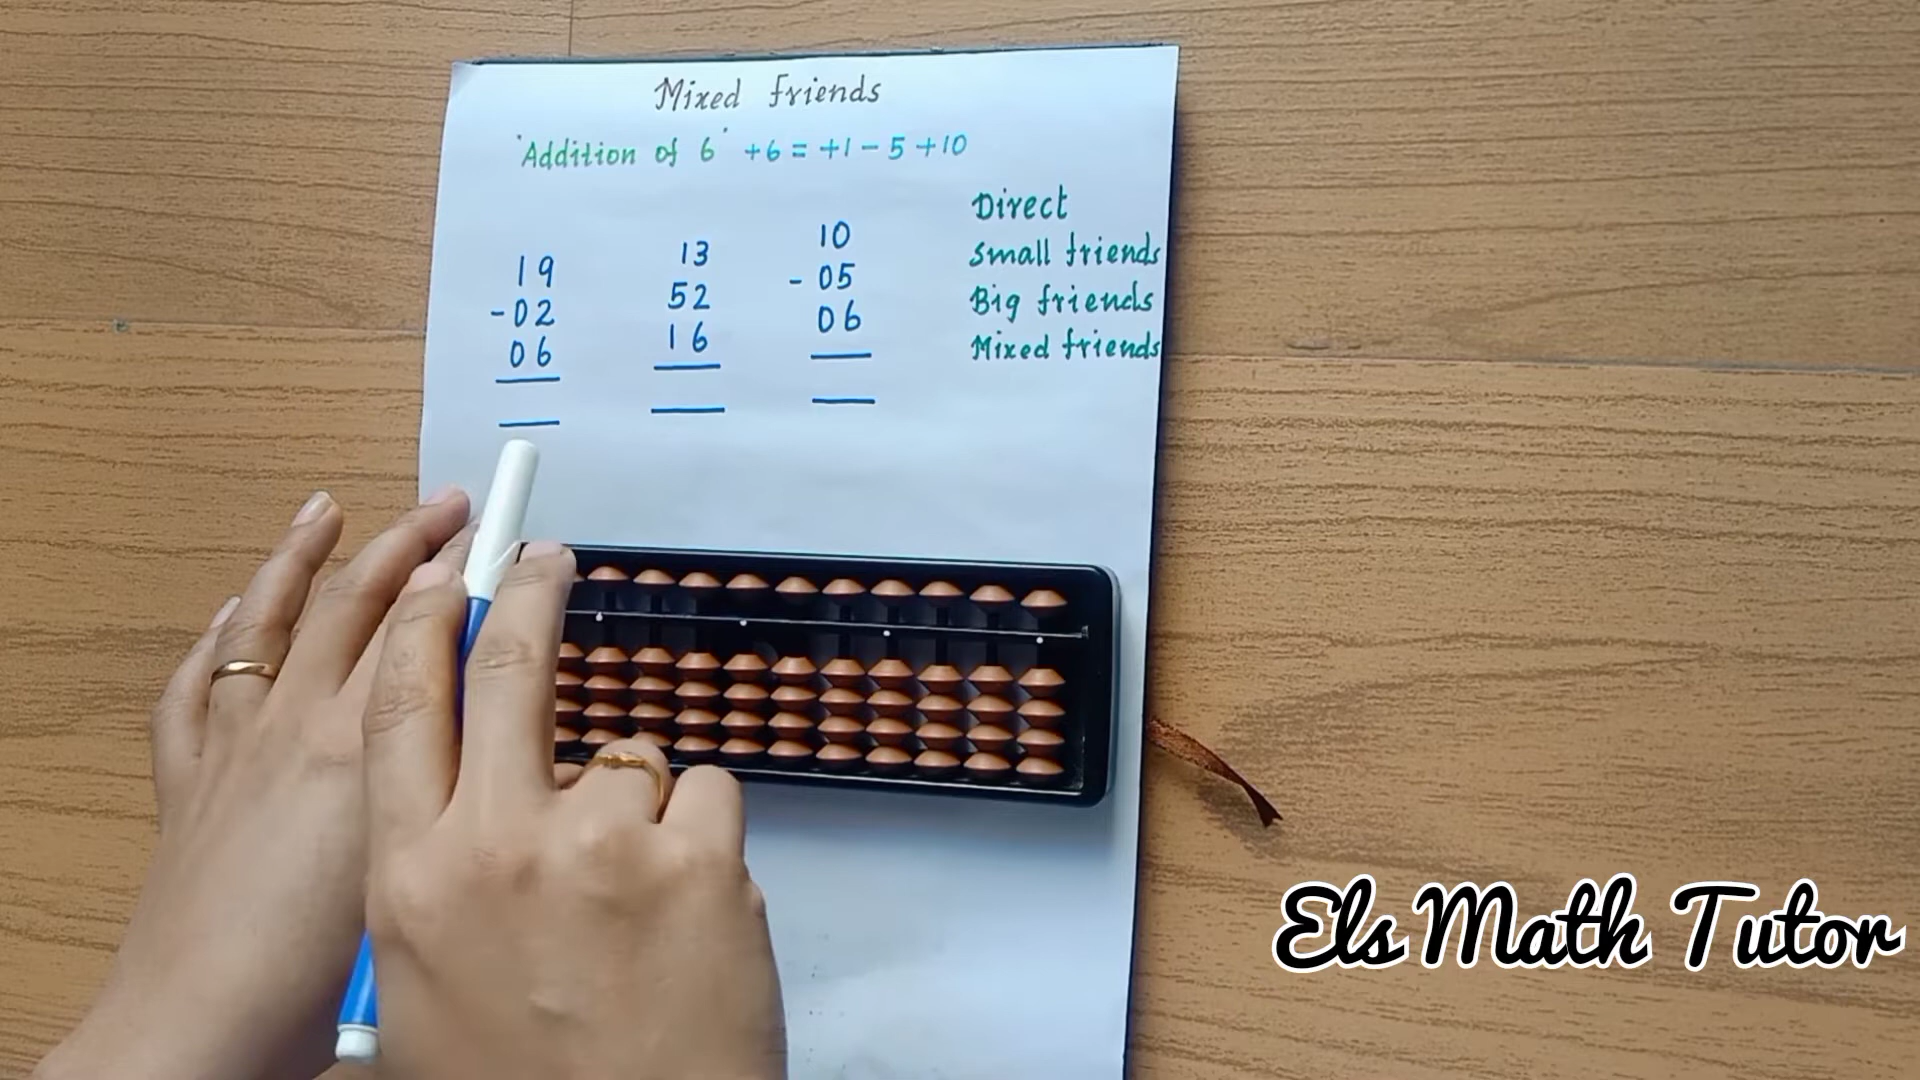 Mixed friends
"Addition of 6" +6 = +1 - 5 +10
19
-02
06
13
52
16
10
- 05
06
Direct
Small friends
Big friends
Mixed friends
Els Math Tutor